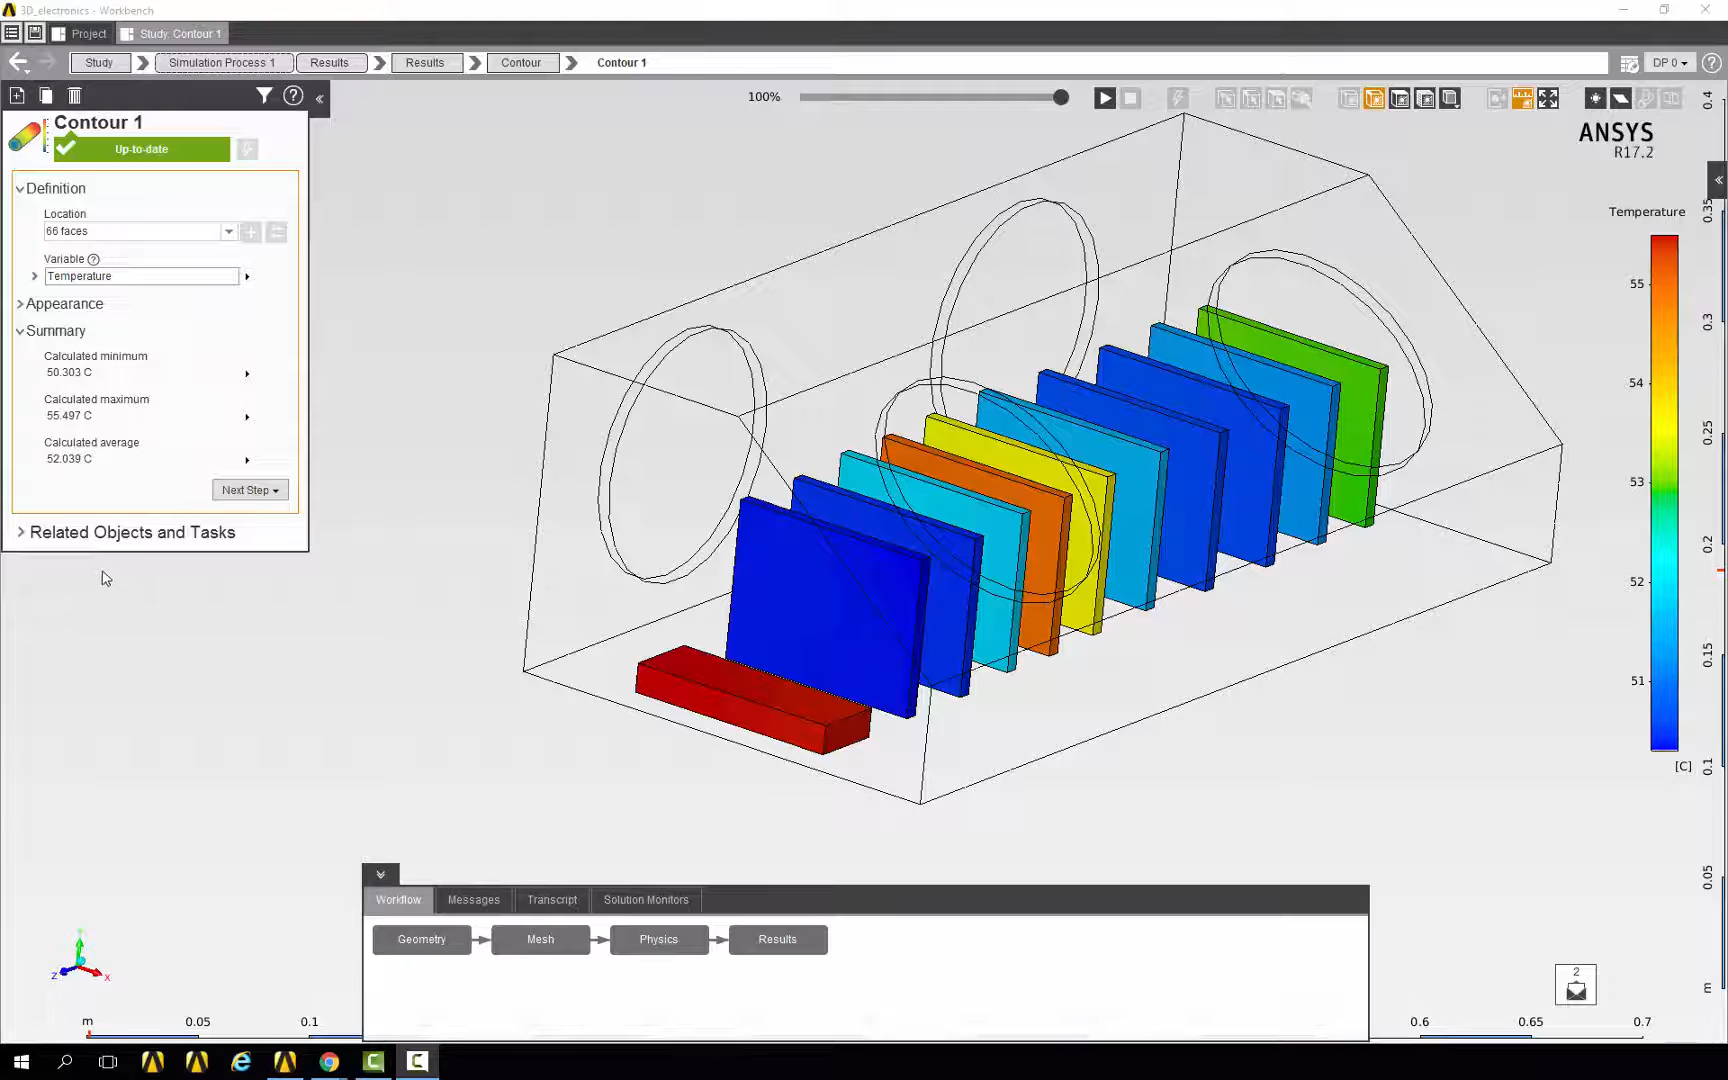 3D_electronics - Workbench
Project
Study: Contour 1
Study
Simulation Process 1
Results
Results
Contour
Contour 1
DP 0
100%
Contour 1
Up-to-date
Definition
Location
66 faces
Variable
Temperature
Appearance
Summary
Calculated minimum
50.303 C
Calculated maximum
55.497 C
Calculated average
52.039 C
Next Step
Related Objects and Tasks
ANSYS
R17.2
Temperature
55
54
53
52
51
[C]
0.4
0.35
0.3
0.25
0.2
0.15
0.1
0.05
m
Workflow
Messages
Transcript
Solution Monitors
Geometry
Mesh
Physics
Results
2
Y
Z
X
m
0.05
0.1
0.6
0.65
0.7